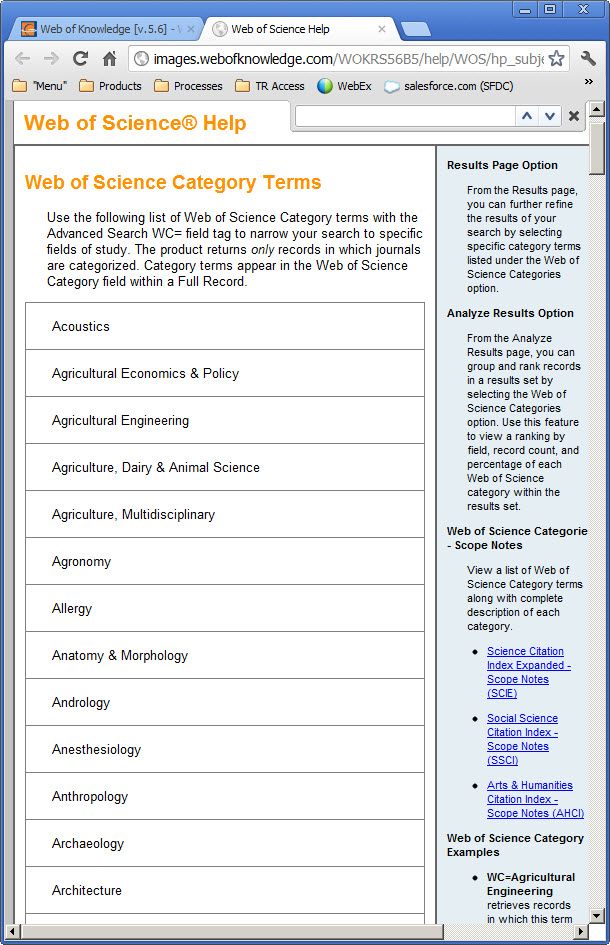 Web of Knowledge [v.5.6] - W
Web of Science Help
images.webofknowledge.com/WOKRS56B5/help/WOS/hp_subje
"Menu"
Products
Processes
TR Access
WebEx
salesforce.com (SFDC)
»
Web of Science® Help
Web of Science Category Terms
Use the following list of Web of Science Category terms with the
Advanced Search WC= field tag to narrow your search to specific
fields of study. The product returns only records in which journals
are categorized. Category terms appear in the Web of Science
Category field within a Full Record.
Acoustics
Agricultural Economics & Policy
Agricultural Engineering
Agriculture, Dairy & Animal Science
Agriculture, Multidisciplinary
Agronomy
Allergy
Anatomy & Morphology
Andrology
Anesthesiology
Anthropology
Archaeology
Architecture
Results Page Option
From the Results page,
you can further refine
the results of your
search by selecting
specific category terms
listed under the Web of
Science Categories
option.
Analyze Results Option
From the Analyze
Results page, you can
group and rank records
in a results set by
selecting the Web of
Science Categories
option. Use this feature
to view a ranking by
field, record count, and
percentage of each
Web of Science
category within the
results set.
Web of Science Categorie
- Scope Notes
View a list of Web of
Science Category terms
along with complete
description of each
category.
Science Citation
Index Expanded -
Scope Notes
(SCIE)
Social Science
Citation Index -
Scope Notes
(SSCI)
Arts & Humanities
Citation Index -
Scope Notes (AHCI)
Web of Science Category
Examples
WC=Agricultural
Engineering
retrieves records
in which this term